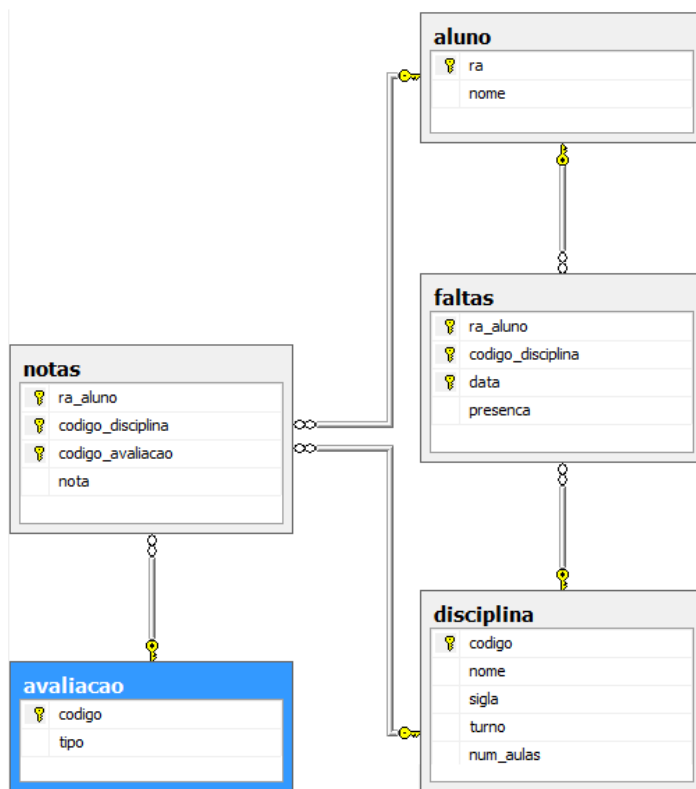 aluno
ra
nome
faltas
ra_aluno
codigo_disciplina
data
presenca
notas
ra_aluno
codigo_disciplina
codigo_avaliacao
nota
disciplina
codigo
nome
sigla
turno
num_aulas
avaliacao
codigo
tipo